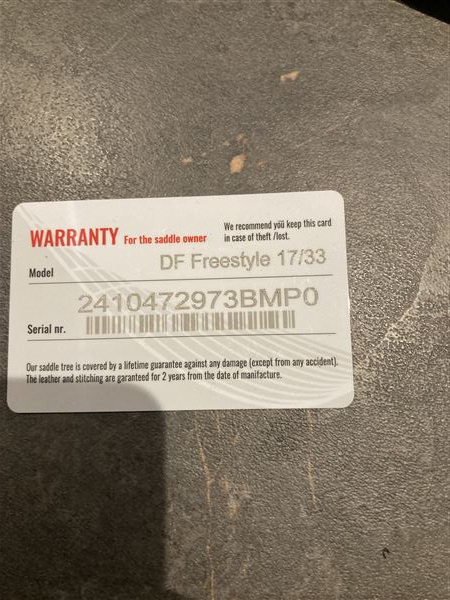 WARRANTY For the saddle owner
We recommend you keep this card
in case of theft /lost.
Model DF Freestyle 17/33
2410472973BMP0
Serial nr.
Our saddle tree is covered by a lifetime guarantee against any damage (except from any accident).
The leather and stitching are garanteed for 2 years from the date of manifacture.